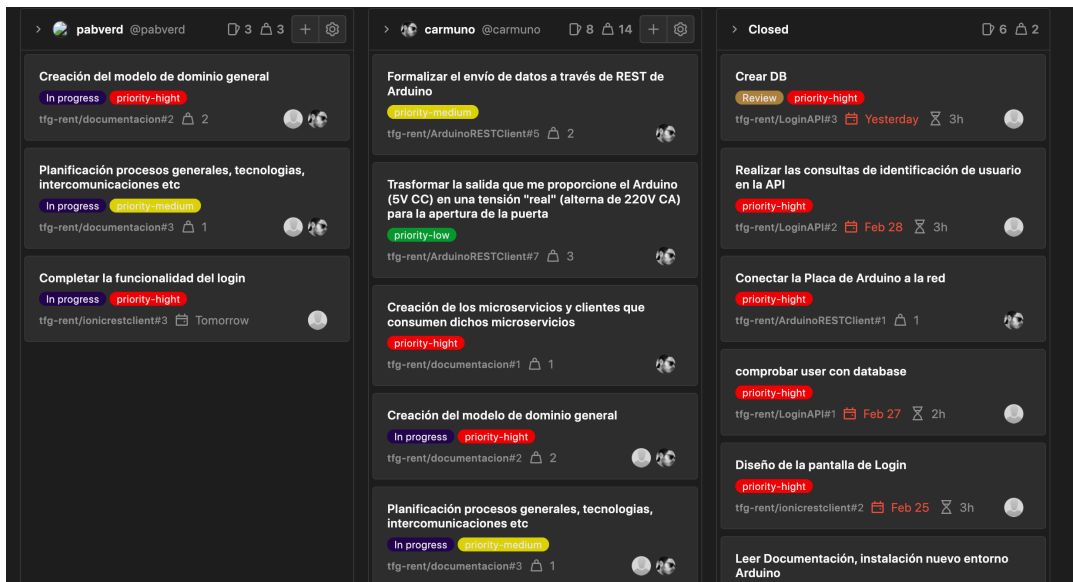 pabverd @pabverd 3 3
Creación del modelo de dominio general
In progress priority-hight
tfg-rent/documentacion#2 2
Planificación procesos generales, tecnologias,
intercomunicaciones etc
In progress priority-medium
tfg-rent/documentacion#3 1
Completar la funcionalidad del login
In progress priority-hight
tfg-rent/ionicrestclient#3 Tomorrow
carmuno @carmuno 8 14
Formalizar el envío de datos a través de REST de
Arduino
priority-medium
tfg-rent/ArduinoRESTClient#5 2
Trasformar la salida que me proporcione el Arduino
(5V CC) en una tensión "real" (alterna de 220V CA)
para la apertura de la puerta
priority-low
tfg-rent/ArduinoRESTClient#7 3
Creación de los microservicios y clientes que
consumen dichos microservicios
priority-hight
tfg-rent/documentacion#1 1
Creación del modelo de dominio general
In progress priority-hight
tfg-rent/documentacion#2 2
Planificación procesos generales, tecnologias,
intercomunicaciones etc
In progress priority-medium
tfg-rent/documentacion#3 1
Closed 6 2
Crear DB
Review priority-hight
tfg-rent/LoginAPI#3 Yesterday 3h
Realizar las consultas de identificación de usuario
en la API
priority-hight
tfg-rent/LoginAPI#2 Feb 28 3h
Conectar la Placa de Arduino a la red
priority-hight
tfg-rent/ArduinoRESTClient#1 1
comprobar user con database
priority-hight
tfg-rent/LoginAPI#1 Feb 27 2h
Diseño de la pantalla de Login
priority-hight
tfg-rent/ionicrestclient#2 Feb 25 3h
Leer Documentación, instalación nuevo entorno
Arduino